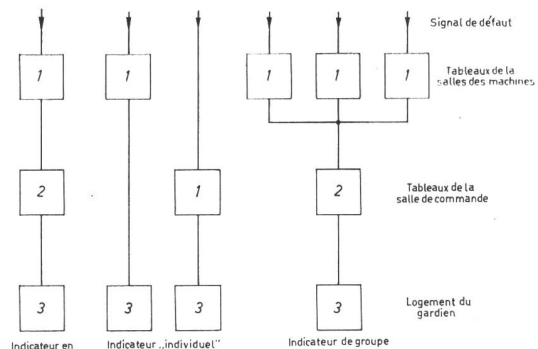 Signal de défaut
1 1 1 1 1
Tableaux de la
salles des machines
2 1 2
Tableaux de la
salle de commande
3 3 3 3
Logement du
gardien
Indicateur en
Indicateur „individuel"
Indicateur de groupe